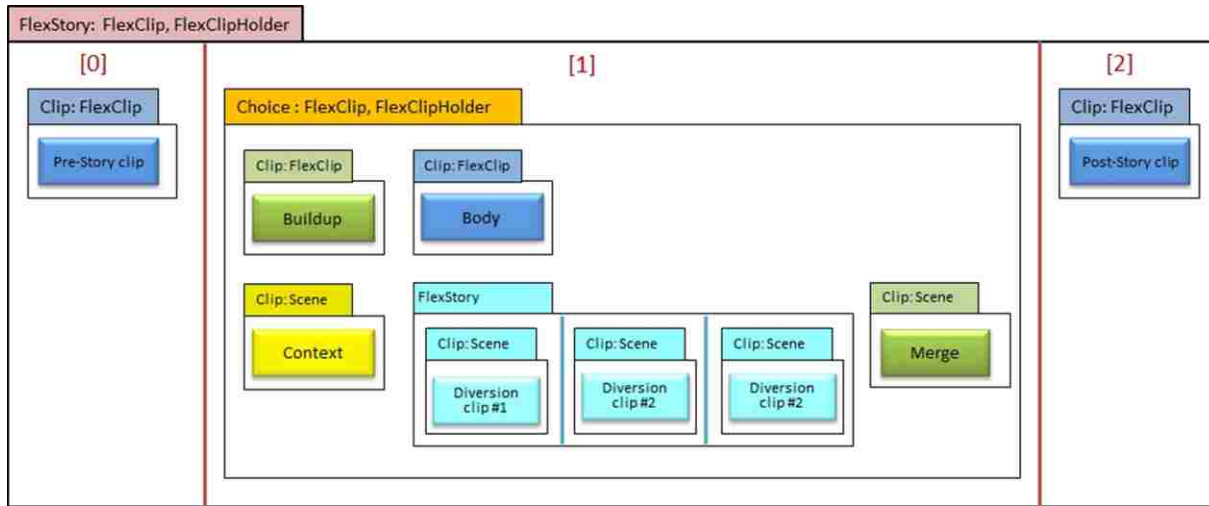 FlexStory: FlexClip, FlexClipHolder
[0]
[1]
[2]
Clip: FlexClip
Pre-Story clip
Choice : FlexClip, FlexClipHolder
Clip: FlexClip
Buildup
Clip: FlexClip
Body
Clip: Scene
Context
FlexStory
Clip: Scene
Diversion
clip #1
Clip: Scene
Diversion
clip #2
Clip: Scene
Diversion
clip #2
Clip: Scene
Merge
Clip: FlexClip
Post-Story clip